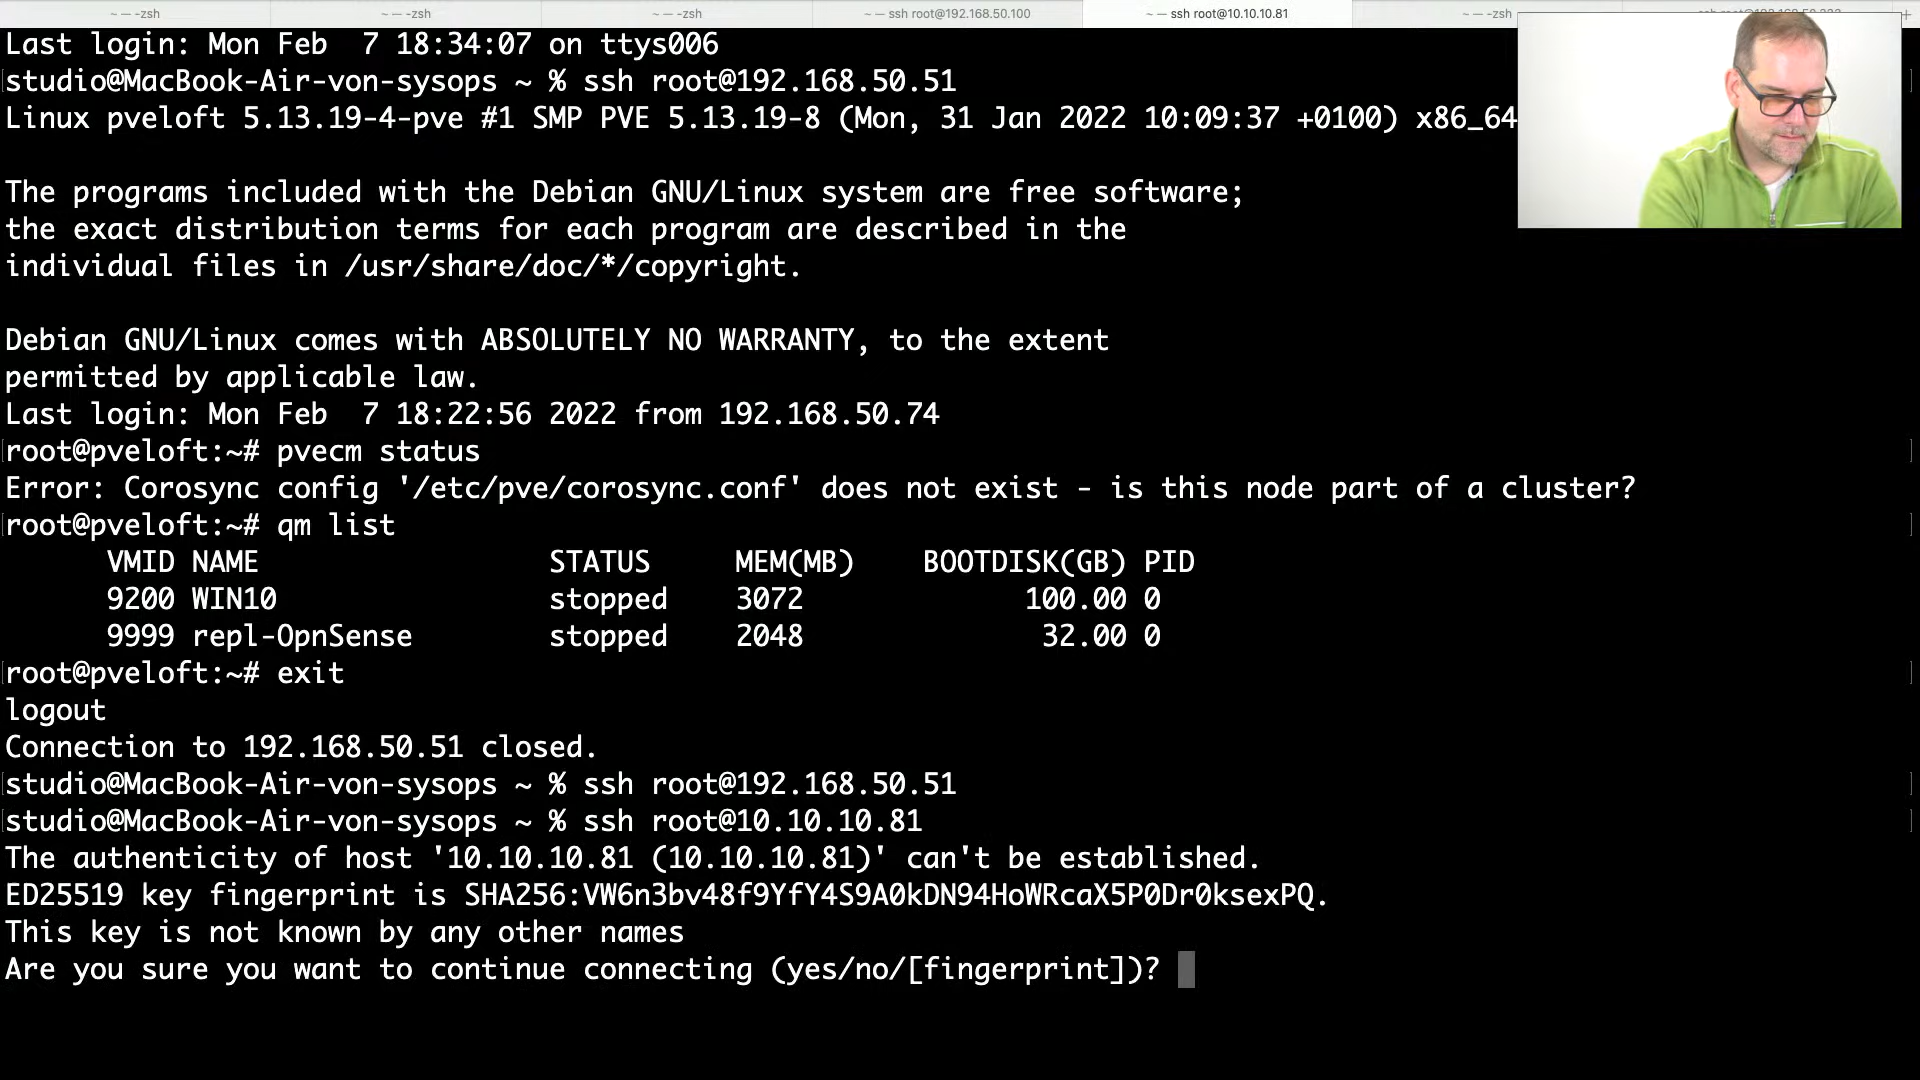 ~ — -zsh
~ — -zsh
~ — -zsh
~ — ssh root@192.168.50.100
~ — ssh root@10.10.10.81
~ — -zsh
Last login: Mon Feb  7 18:34:07 on ttys006
studio@MacBook-Air-von-sysops ~ % ssh root@192.168.50.51
Linux pveloft 5.13.19-4-pve #1 SMP PVE 5.13.19-8 (Mon, 31 Jan 2022 10:09:37 +0100) x86_64
The programs included with the Debian GNU/Linux system are free software;
the exact distribution terms for each program are described in the
individual files in /usr/share/doc/*/copyright.
Debian GNU/Linux comes with ABSOLUTELY NO WARRANTY, to the extent
permitted by applicable law.
Last login: Mon Feb  7 18:22:56 2022 from 192.168.50.74
root@pveloft:~# pvecm status
Error: Corosync config '/etc/pve/corosync.conf' does not exist - is this node part of a cluster?
root@pveloft:~# qm list
VMID NAME STATUS MEM(MB) BOOTDISK(GB) PID
9200 WIN10 stopped 3072 100.00 0
9999 repl-OpnSense stopped 2048 32.00 0
root@pveloft:~# exit
logout
Connection to 192.168.50.51 closed.
studio@MacBook-Air-von-sysops ~ % ssh root@192.168.50.51
studio@MacBook-Air-von-sysops ~ % ssh root@10.10.10.81
The authenticity of host '10.10.10.81 (10.10.10.81)' can't be established.
ED25519 key fingerprint is SHA256:VW6n3bv48f9YfY4S9A0kDN94HoWRcaX5P0Dr0ksexPQ.
This key is not known by any other names
Are you sure you want to continue connecting (yes/no/[fingerprint])?